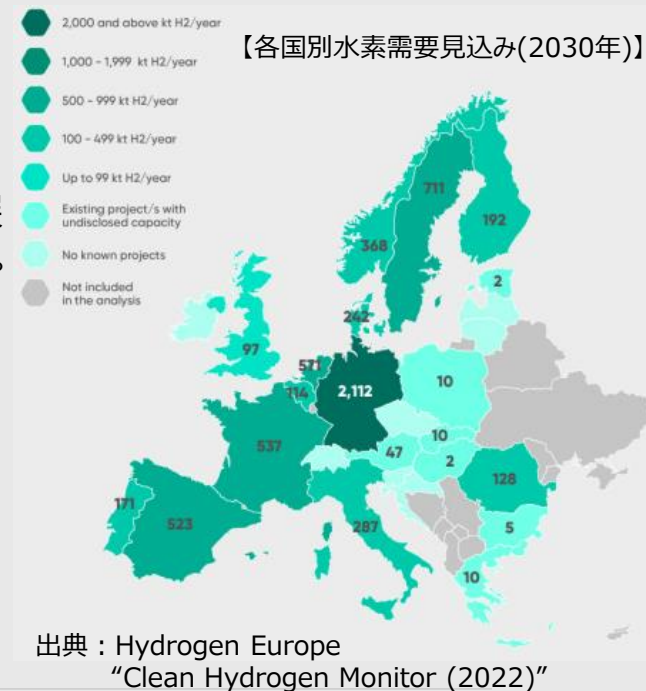 2,000 and above kt H2/year
【各国別水素需要見込み(2030年)】
1,000 - 1,999 kt H2/year
500 - 999 kt H2/year
100 - 499 kt H2/year
Up to 99 kt H2/year
Existing project/s with
undisclosed capacity
No known projects
Not included
in the analysis
711
192
368
2
242
97
571
114
2,112
10
10
47
2
537
128
171
523
287
5
10
出典：Hydrogen Europe
“Clean Hydrogen Monitor (2022)”